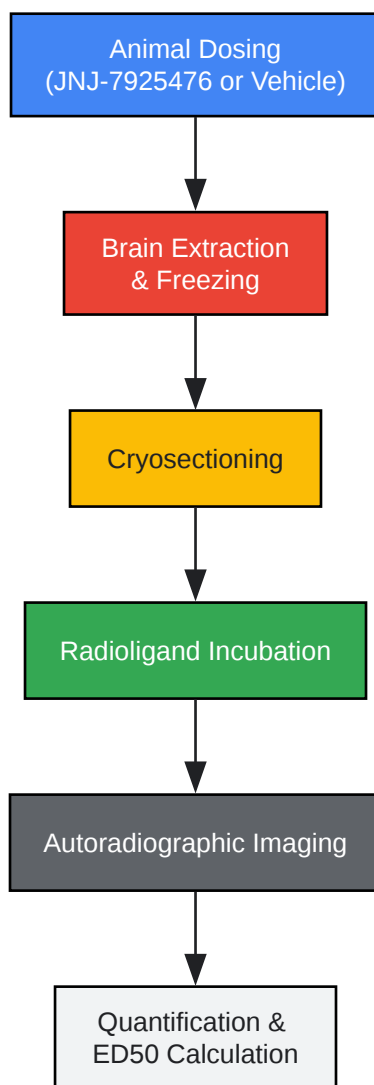 Animal Dosing
(JNJ-7925476 or Vehicle)
Brain Extraction
& Freezing
Cryosectioning
Radioligand Incubation
Autoradiographic Imaging
Quantification &
ED50 Calculation